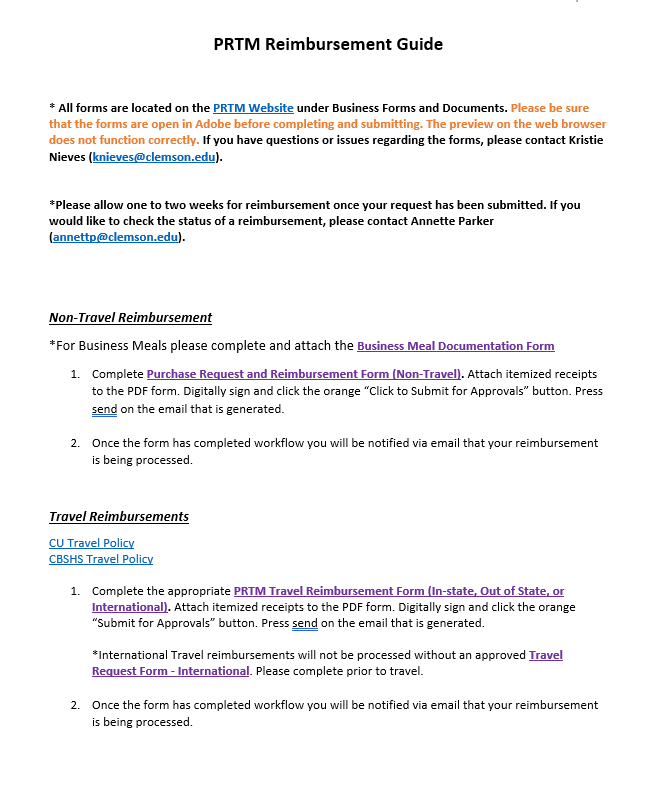 PRTM Reimbursement Guide
* All forms are located on the PRTM Website under Business Forms and Documents. Please be sure
that the forms are open in Adobe before completing and submitting. The preview on the web browser
does not function correctly. If you have questions or issues regarding the forms, please contact Kristie
Nieves (knieves@clemson.edu).
*Please allow one to two weeks for reimbursement once your request has been submitted. If you
would like to check the status of a reimbursement, please contact Annette Parker
(annettp@clemson.edu).
Non-Travel Reimbursement
*For Business Meals please complete and attach the Business Meal Documentation Form
1. Complete Purchase Request and Reimbursement Form (Non-Travel). Attach itemized receipts
to the PDF form. Digitally sign and click the orange “Click to Submit for Approvals” button. Press
send on the email that is generated.
2. Once the form has completed workflow you will be notified via email that your reimbursement
is being processed.
Travel Reimbursements
CU Travel Policy
CBSHS Travel Policy
1. Complete the appropriate PRTM Travel Reimbursement Form (In-state, Out of State, or
International). Attach itemized receipts to the PDF form. Digitally sign and click the orange
“Submit for Approvals” button. Press send on the email that is generated.
*International Travel reimbursements will not be processed without an approved Travel
Request Form - International. Please complete prior to travel.
2. Once the form has completed workflow you will be notified via email that your reimbursement
is being processed.